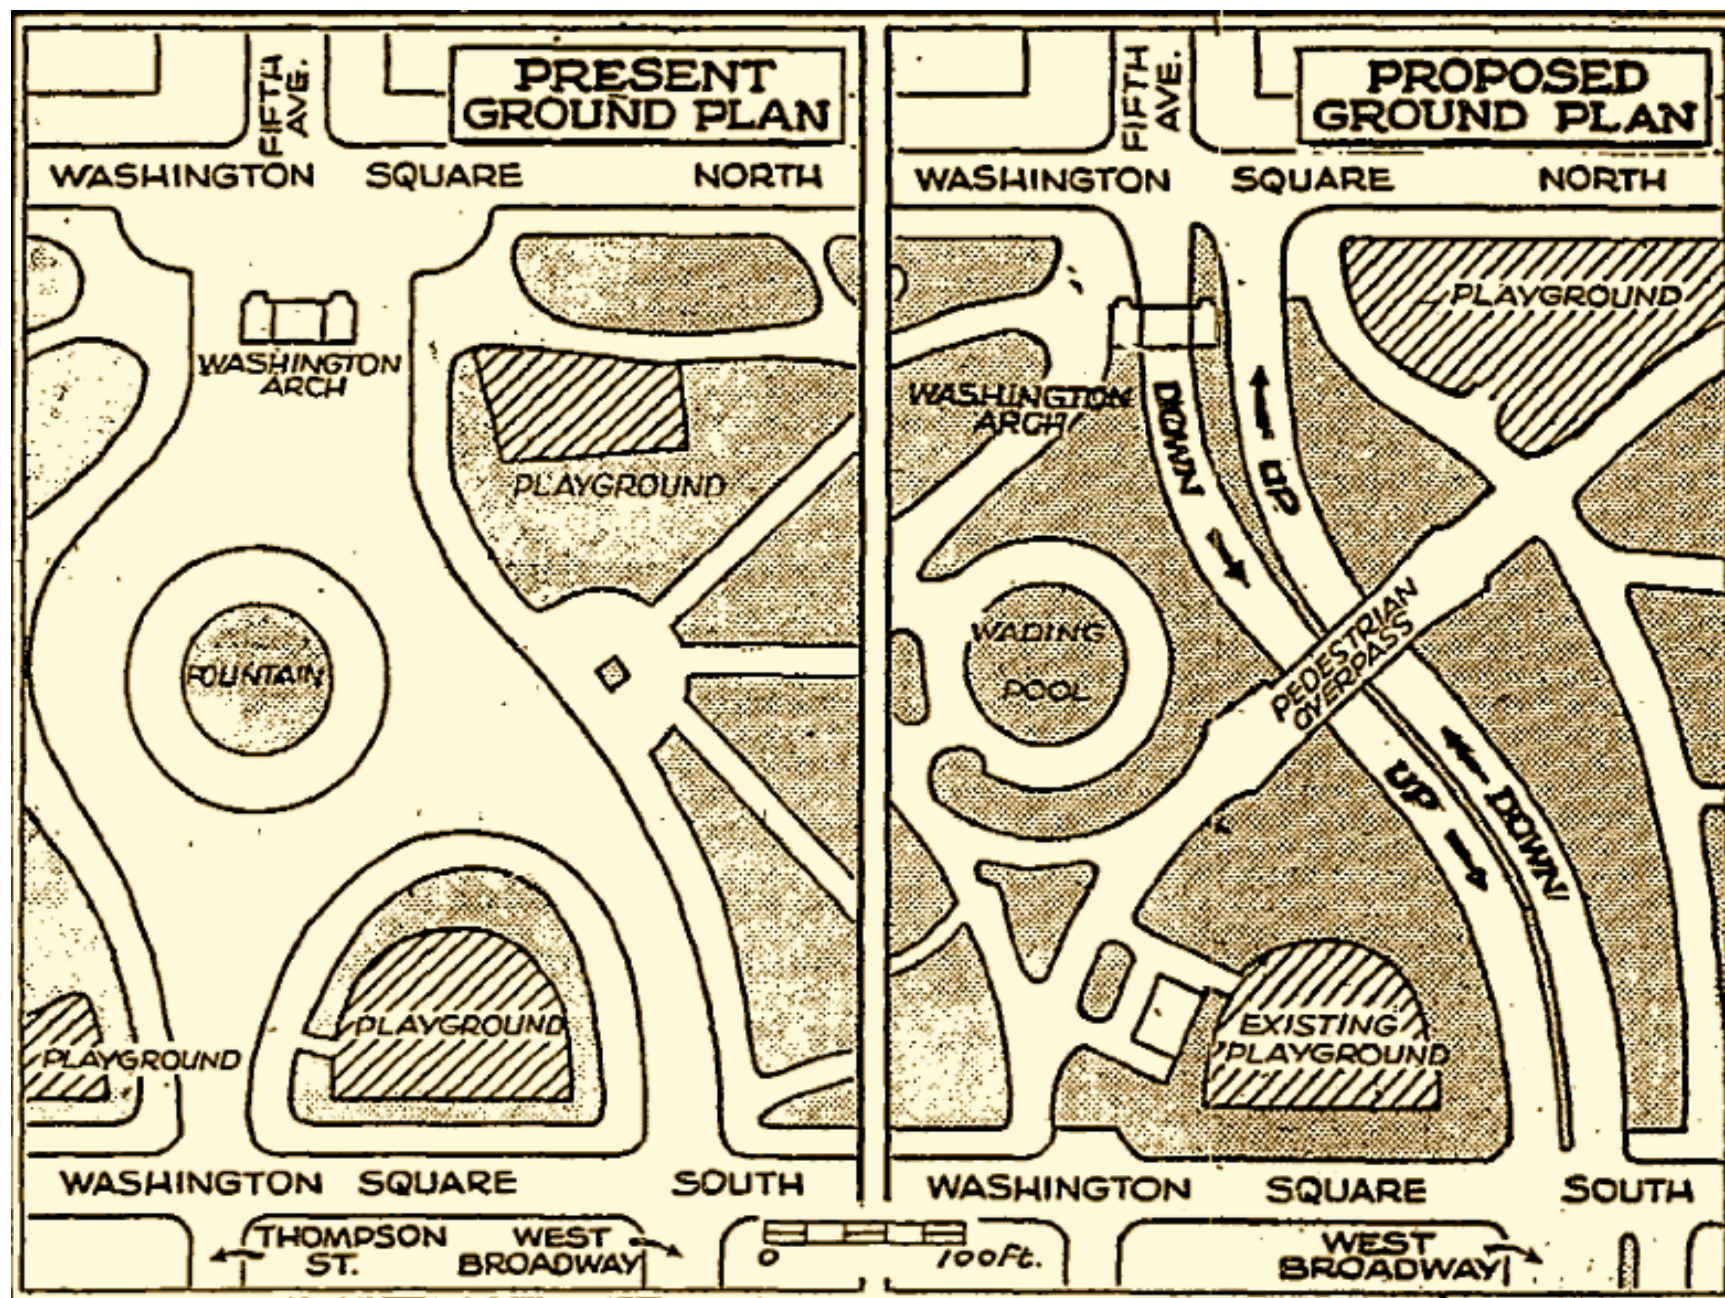 PRESENT
GROUND PLAN
FIFTH
AVE.
WASHINGTON SQUARE NORTH
WASHINGTON
ARCH
PLAYGROUND
FOUNTAIN
PLAYGROUND
PLAYGROUND
WASHINGTON SQUARE SOUTH
THOMPSON
ST.
WEST
BROADWAY
0 100Ft.
PROPOSED
GROUND PLAN
FIFTH
AVE.
WASHINGTON SQUARE NORTH
PLAYGROUND
WASHINGTON
ARCH
DOWN
UP
WADING
POOL
PEDESTRIAN
OVERPASS
UP
DOWN
EXISTING
PLAYGROUND
WASHINGTON SQUARE SOUTH
WEST
BROADWAY